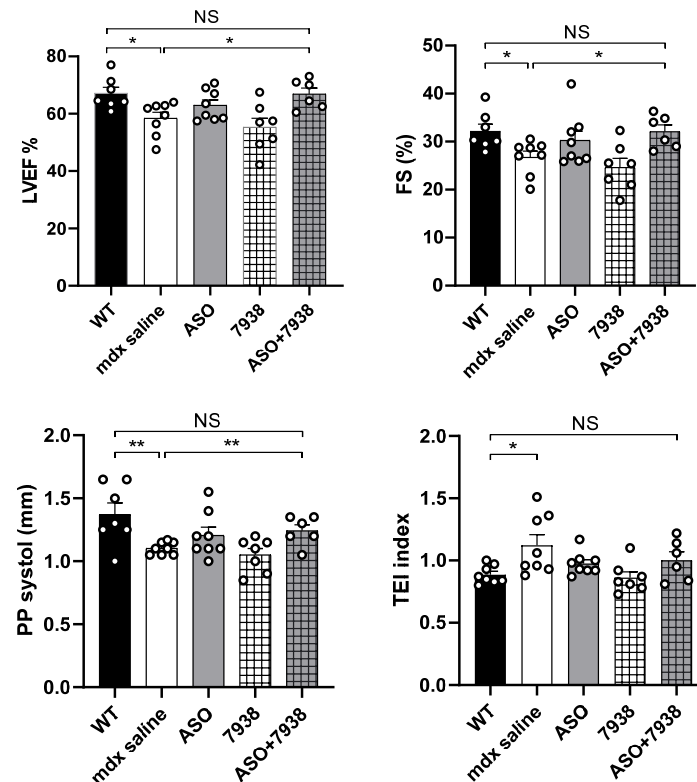 NS
* *
LVEF %
80
60
40
20
0
WT
mdx saline
ASO
7938
ASO+7938
NS
* *
FS (%)
50
40
30
20
10
0
WT
mdx saline
ASO
7938
ASO+7938
NS
** **
PP systol (mm)
2.0
1.5
1.0
0.5
0.0
WT
mdx saline
ASO
7938
ASO+7938
NS
*
TEI index
2.0
1.5
1.0
0.5
0.0
WT
mdx saline
ASO
7938
ASO+7938